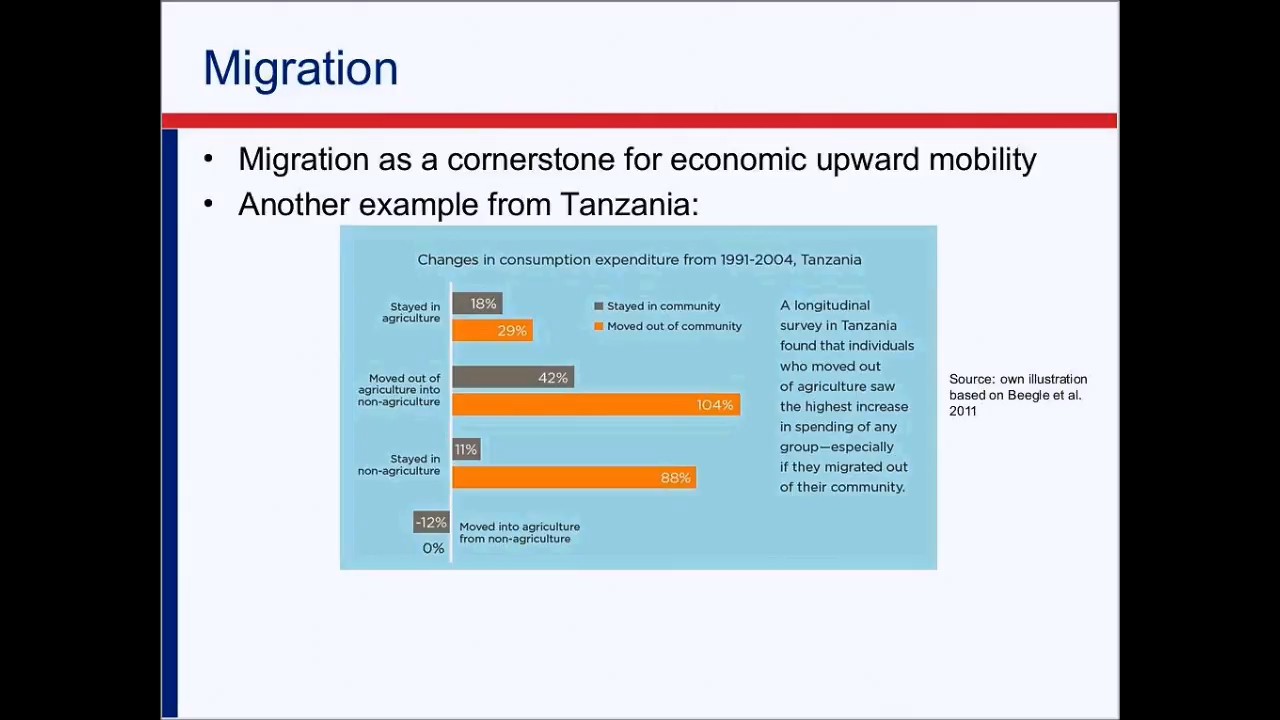 Migration
• Migration as a cornerstone for economic upward mobility
• Another example from Tanzania:
Changes in consumption expenditure from 1991-2004, Tanzania
Stayed in
agriculture
18%
29%
Stayed in community
Moved out of community
Moved out of
agriculture into
non-agriculture
42%
104%
Stayed in
non-agriculture
11%
88%
-12%
0%
Moved into agriculture
from non-agriculture
A longitudinal
survey in Tanzania
found that individuals
who moved out
of agriculture saw
the highest increase
in spending of any
group—especially
if they migrated out
of their community.
Source: own illustration
based on Beegle et al.
2011